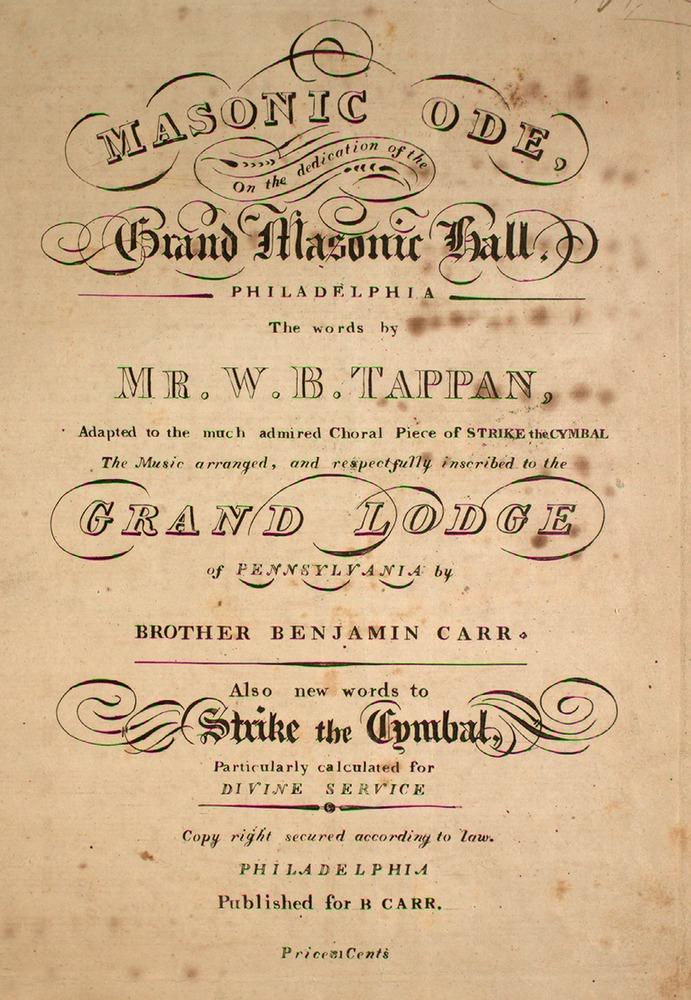 MASONIC ODE,
On the dedication of the
Grand Masonic Hall,
PHILADELPHIA
The words by
MR. W. B. TAPPAN,
Adapted to the much admired Choral Piece of STRIKE the CYMBAL
The Music arranged, and respectfully inscribed to the
GRAND LODGE
of PENNSYLVANIA by
BROTHER BENJAMIN CARR.
Also new words to
Strike the Cymbal,
Particularly calculated for
DIVINE SERVICE
Copy right secured according to law.
PHILADELPHIA
Published for B CARR.
Price Cents